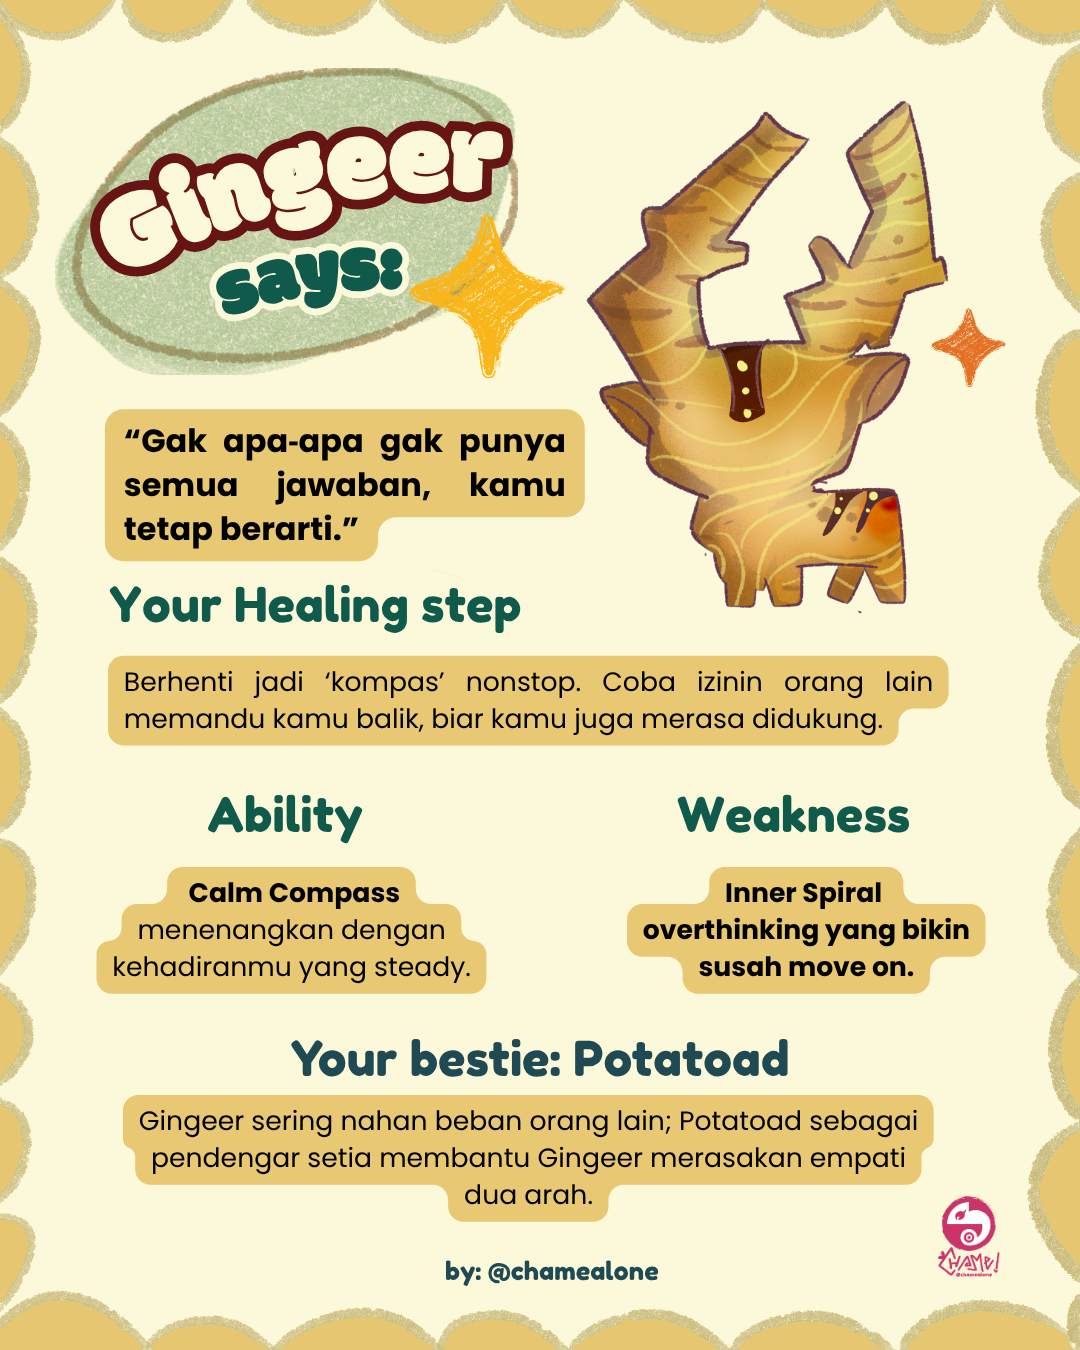 Gingeer
says:
“Gak apa-apa gak punya
semua jawaban, kamu
tetap berarti.”
Your Healing step
Berhenti jadi ‘kompas’ nonstop. Coba izinin orang lain
memandu kamu balik, biar kamu juga merasa didukung.
Ability
Calm Compass
menenangkan dengan
kehadiranmu yang steady.
Weakness
Inner Spiral
overthinking yang bikin
susah move on.
Your bestie: Potatoad
Gingeer sering nahan beban orang lain; Potatoad sebagai
pendengar setia membantu Gingeer merasakan empati
dua arah.
by: @chamealone
CHAME!
@chamealone